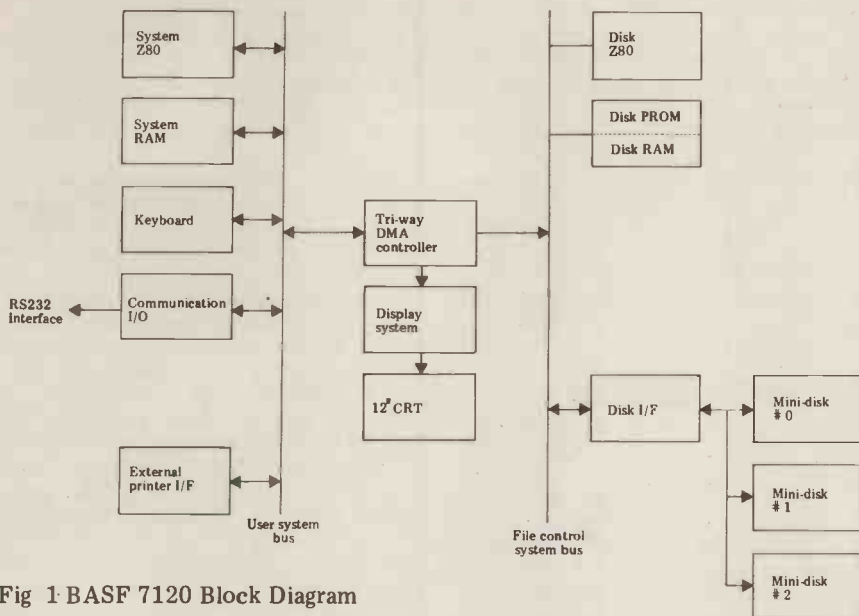 System
Z80
System
RAM
Keyboard
RS232
interface
Communication
I/O
External
printer I/F
User system
bus
Tri-way
DMA
controller
Display
system
12" CRT
Disk
Z80
Disk PROM
Disk RAM
Disk I/F
File control
system bus
Mini-disk
# 0
Mini-disk
# 1
Mini-disk
# 2
Fig 1 BASF 7120 Block Diagram